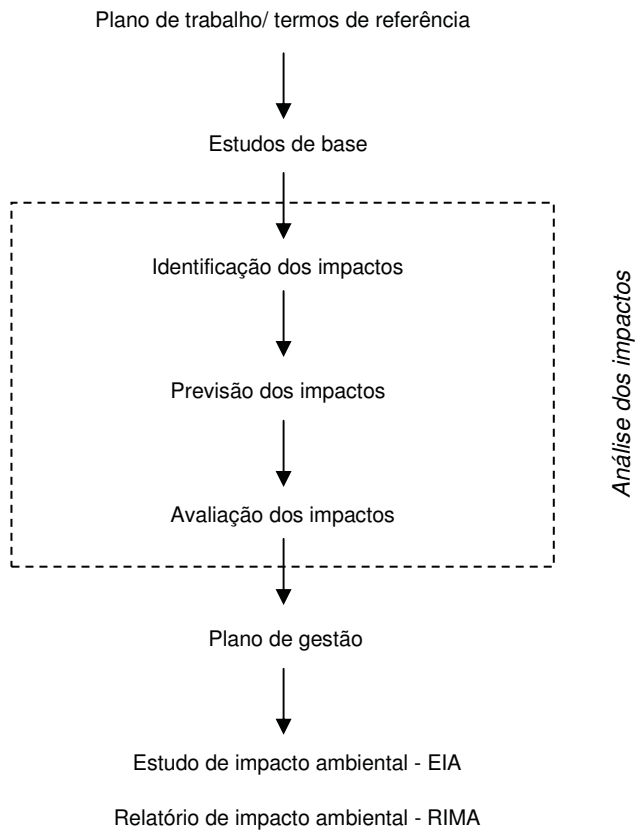 Plano de trabalho/ termos de referência
Estudos de base
Identificação dos impactos
Previsão dos impactos
Avaliação dos impactos
Análise dos impactos
Plano de gestão
Estudo de impacto ambiental - EIA
Relatório de impacto ambiental - RIMA